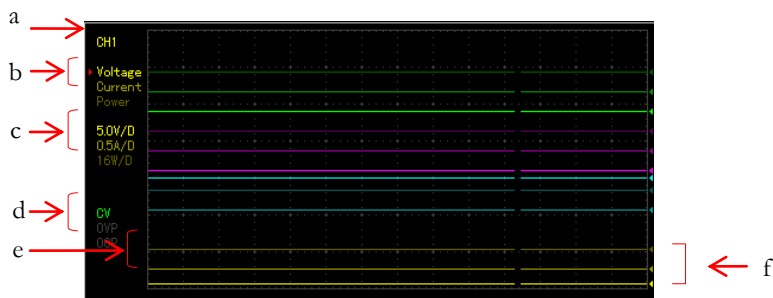 a
CH1
b
Voltage
Current
Power
c
5.0V/D
0.5A/D
16W/D
d
CV
OVP
OCP
e
f